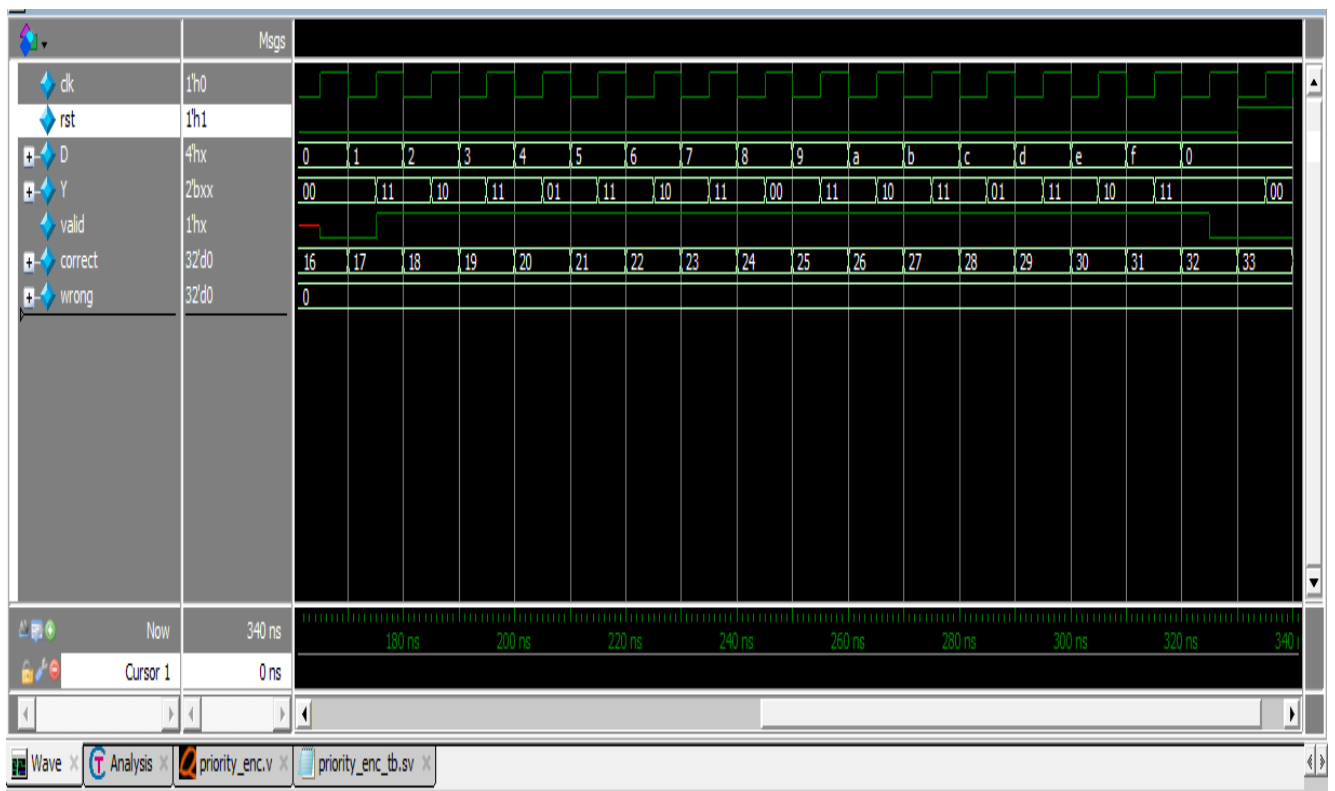 Msgs
clk 1'h0
rst 1'h1
D 4'hx 0 1 2 3 4 5 6 7 8 9 a b c d e f 0
Y 2'bxx 00 11 10 11 01 11 10 11 00 11 10 11 01 11 10 11 00
valid 1'hx
correct 32'd0 16 17 18 19 20 21 22 23 24 25 26 27 28 29 30 31 32 33
wrong 32'd0 0
Now 340 ns 180 ns 200 ns 220 ns 240 ns 260 ns 280 ns 300 ns 320 ns 340
Cursor 1 0 ns
Wave Analysis priority_enc.v priority_enc_tb.sv